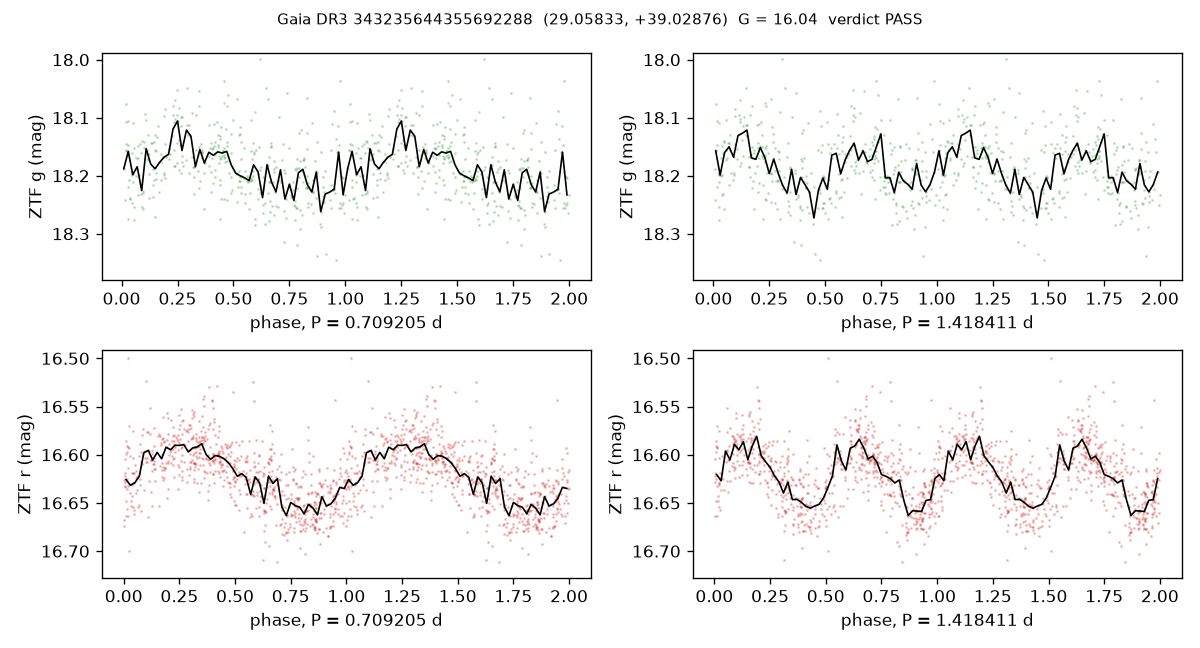 Gaia DR3 343235644355692288  (29.05833, +39.02876)  G = 16.04  verdict PASS
ZTF g (mag)
18.0
18.1
18.2
18.3
0.00 0.25 0.50 0.75 1.00 1.25 1.50 1.75 2.00
phase, P = 0.709205 d
ZTF g (mag)
18.0
18.1
18.2
18.3
0.00 0.25 0.50 0.75 1.00 1.25 1.50 1.75 2.00
phase, P = 1.418411 d
ZTF r (mag)
16.50
16.55
16.60
16.65
16.70
0.00 0.25 0.50 0.75 1.00 1.25 1.50 1.75 2.00
phase, P = 0.709205 d
ZTF r (mag)
16.50
16.55
16.60
16.65
16.70
0.00 0.25 0.50 0.75 1.00 1.25 1.50 1.75 2.00
phase, P = 1.418411 d